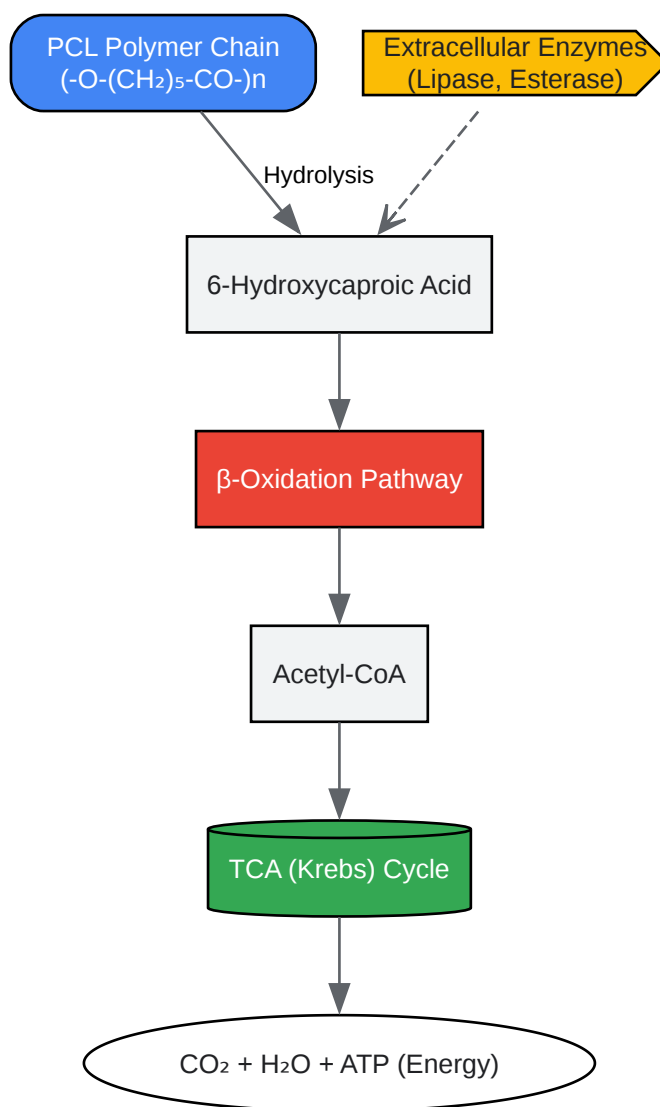 PCL Polymer Chain
(-O-(CH₂)₅-CO-)n
Extracellular Enzymes
(Lipase, Esterase)
Hydrolysis
6-Hydroxycaproic Acid
β-Oxidation Pathway
Acetyl-CoA
TCA (Krebs) Cycle
CO₂ + H₂O + ATP (Energy)